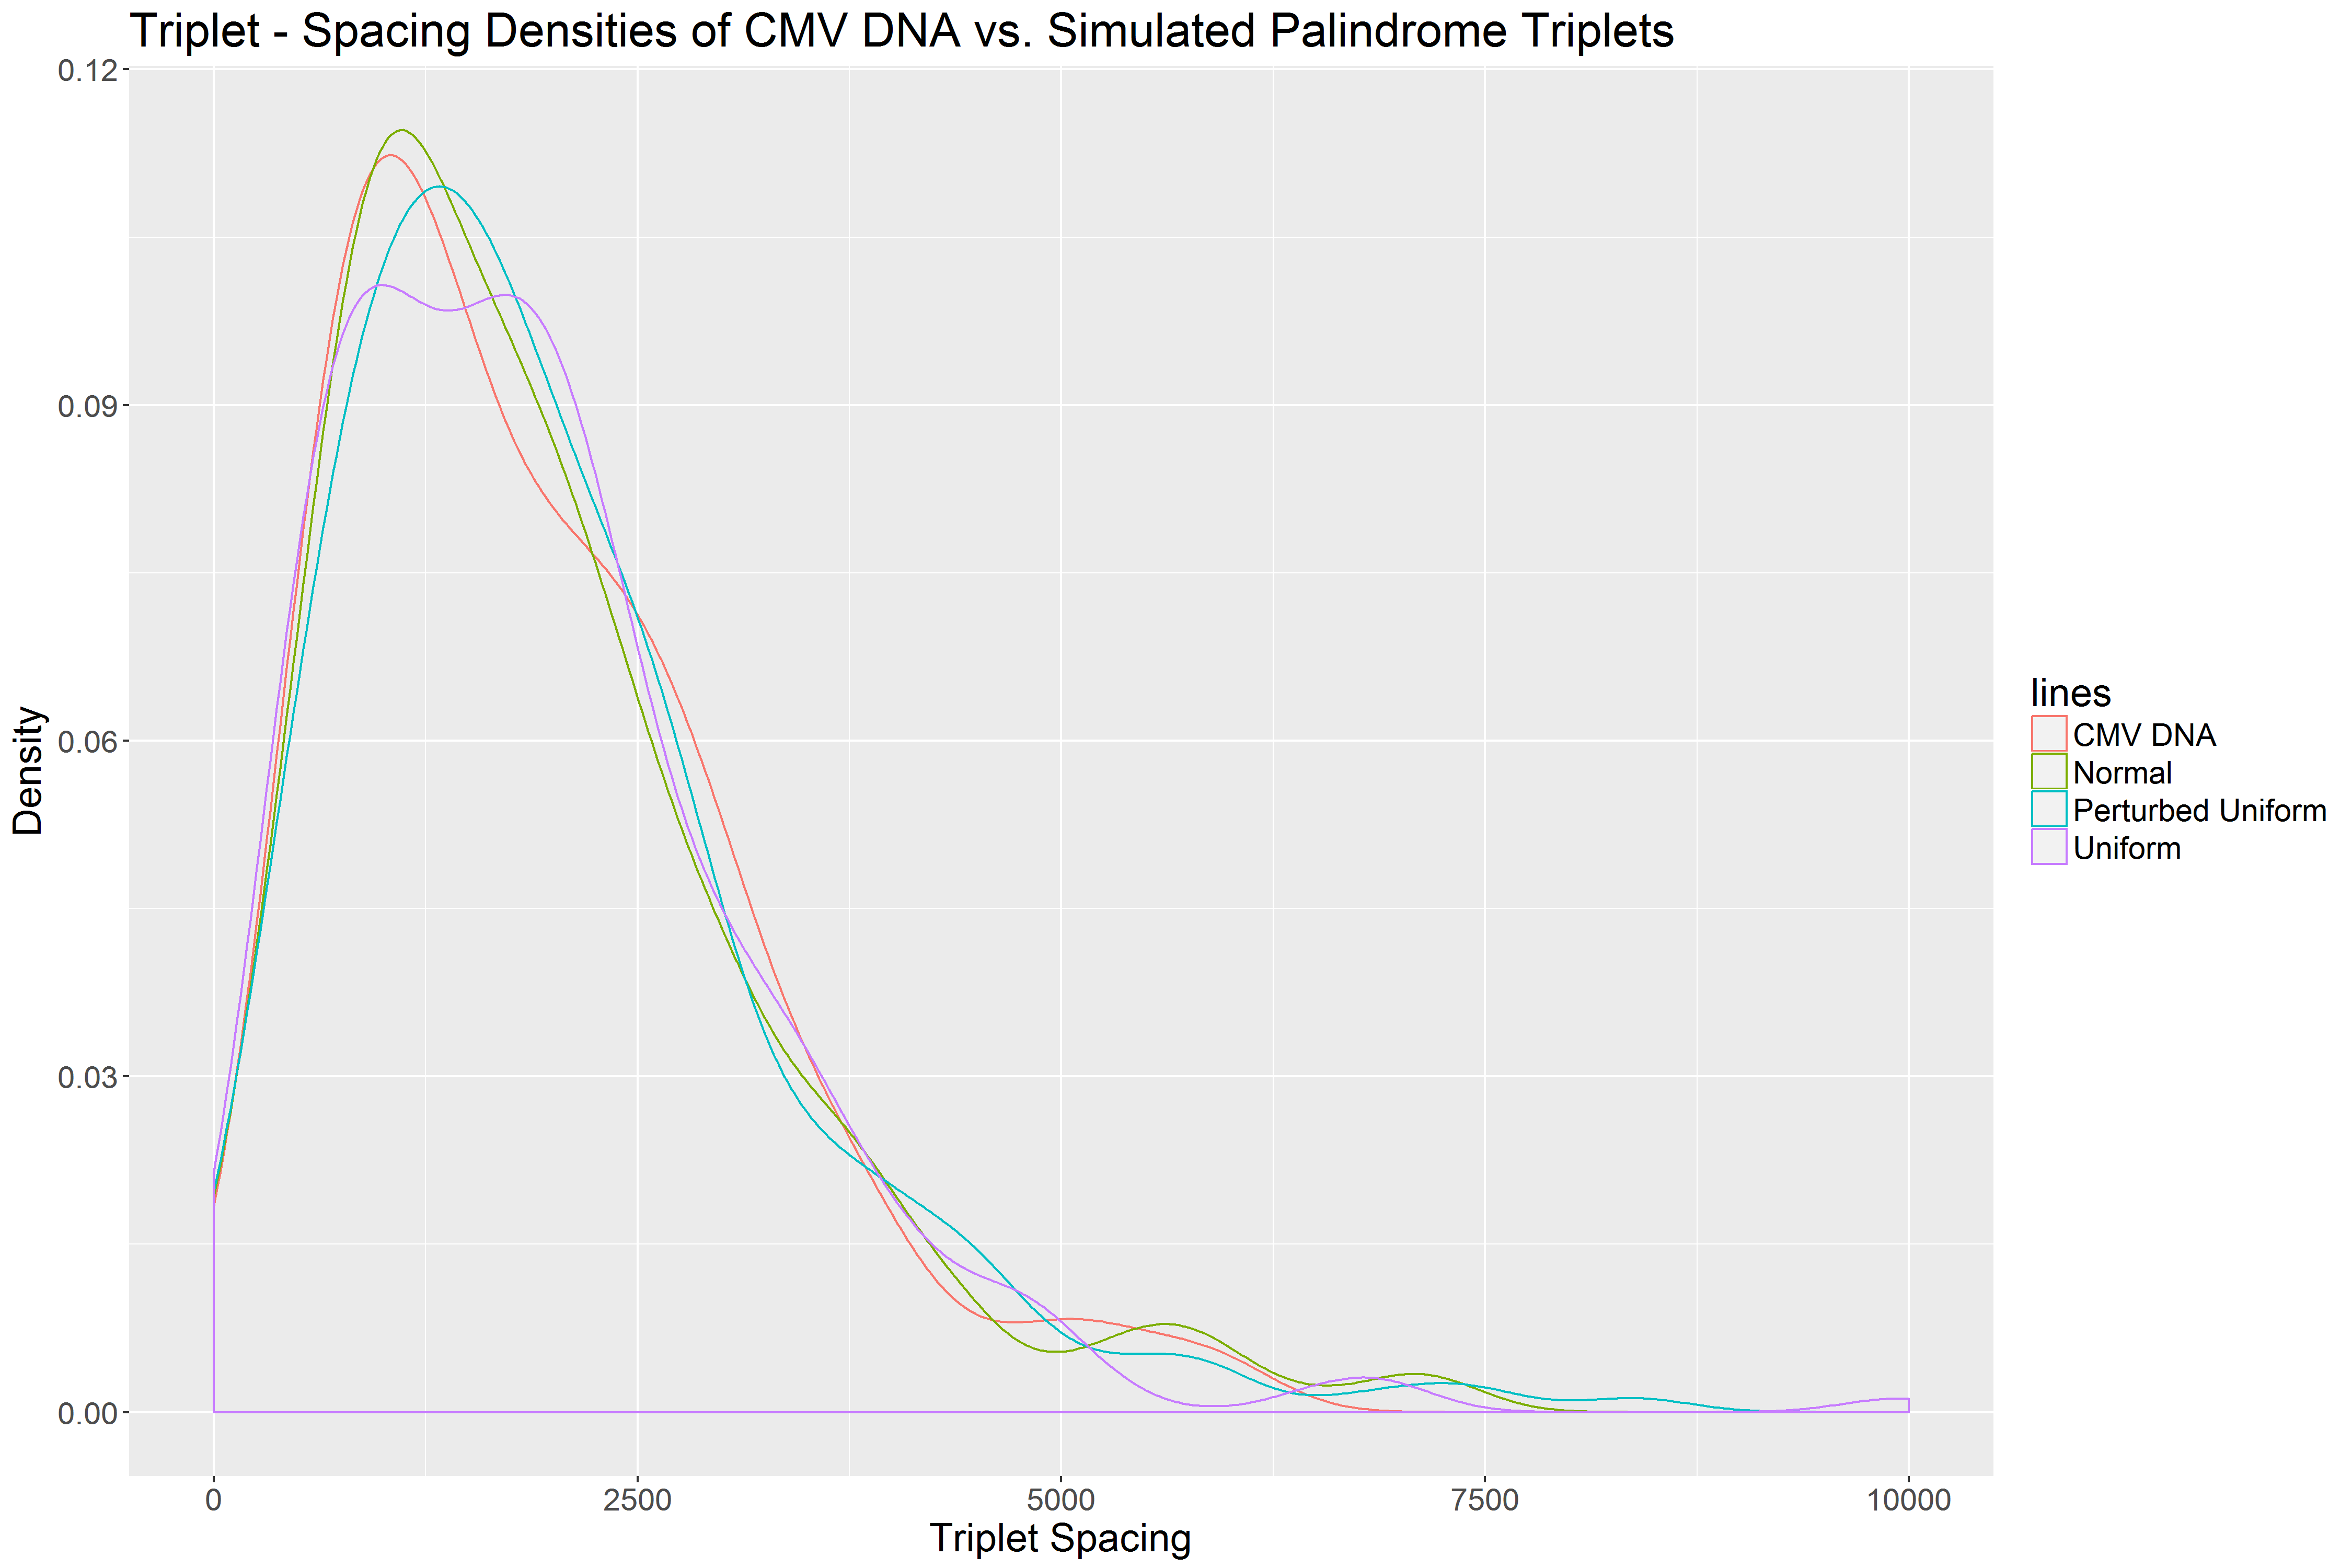 Triplet - Spacing Densities of CMV DNA vs. Simulated Palindrome Triplets
0.12
0.09
0.06
0.03
0.00
Density
0
2500
5000
7500
10000
Triplet Spacing
lines
CMV DNA
Normal
Perturbed Uniform
Uniform